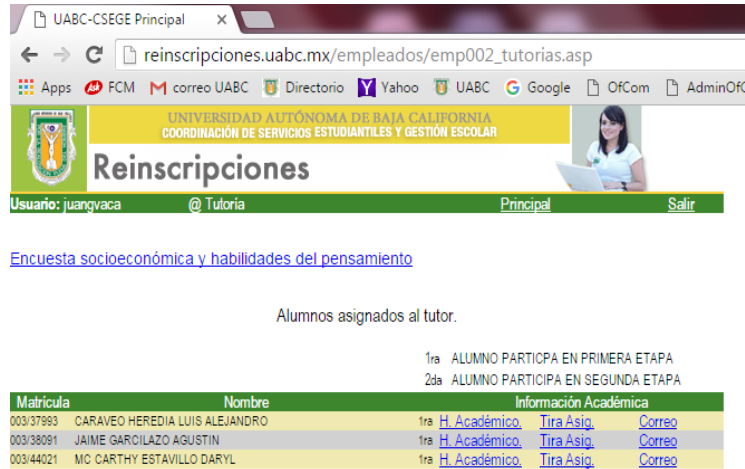 UABC-CSEGE Principal
reinscripciones.uabc.mx/empleados/emp002_tutorias.asp
Apps FCM correo UABC Directorio Yahoo UABC Google OfCom AdminOfC
UNIVERSIDAD AUTÓNOMA DE BAJA CALIFORNIA
COORDINACIÓN DE SERVICIOS ESTUDIANTILES Y GESTIÓN ESCOLAR
Reinscripciones
Usuario: juangvaca @ Tutoria Principal Salir
Encuesta socioeconómica y habilidades del pensamiento
Alumnos asignados al tutor.
1ra ALUMNO PARTICPA EN PRIMERA ETAPA
2da ALUMNO PARTICIPA EN SEGUNDA ETAPA
Matrícula Nombre Información Académica
003/37993 CARAVEO HEREDIA LUIS ALEJANDRO 1ra H. Académico. Tira Asig. Correo
003/38091 JAIME GARCILAZO AGUSTIN 1ra H. Académico. Tira Asig. Correo
003/44021 MC CARTHY ESTAVILLO DARYL 1ra H. Académico. Tira Asig. Correo